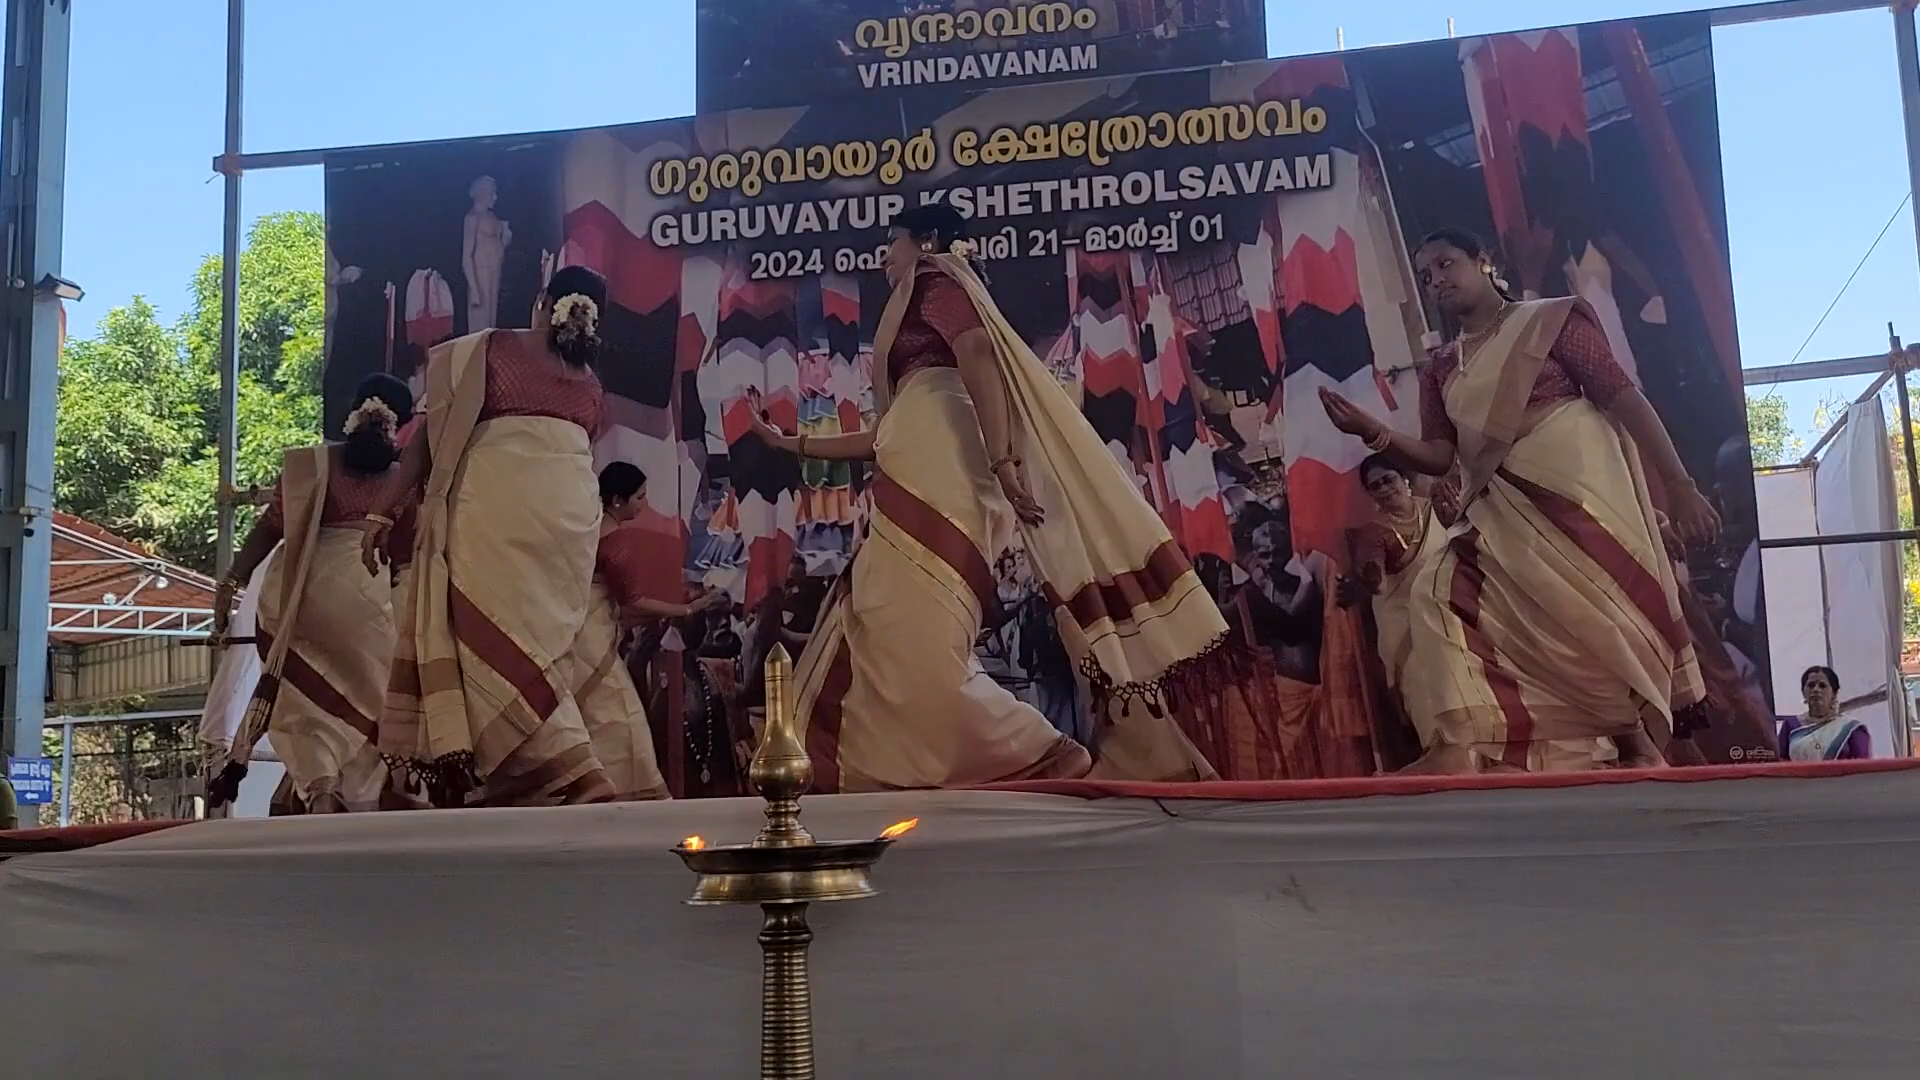 വൃന്ദാവനം
VRINDAVANAM
ഗുരുവായൂർ ക്ഷേത്രോത്സവം
GURUVAYUR KSHETHROLSAVAM
2024 21-മാർച്ച് 01